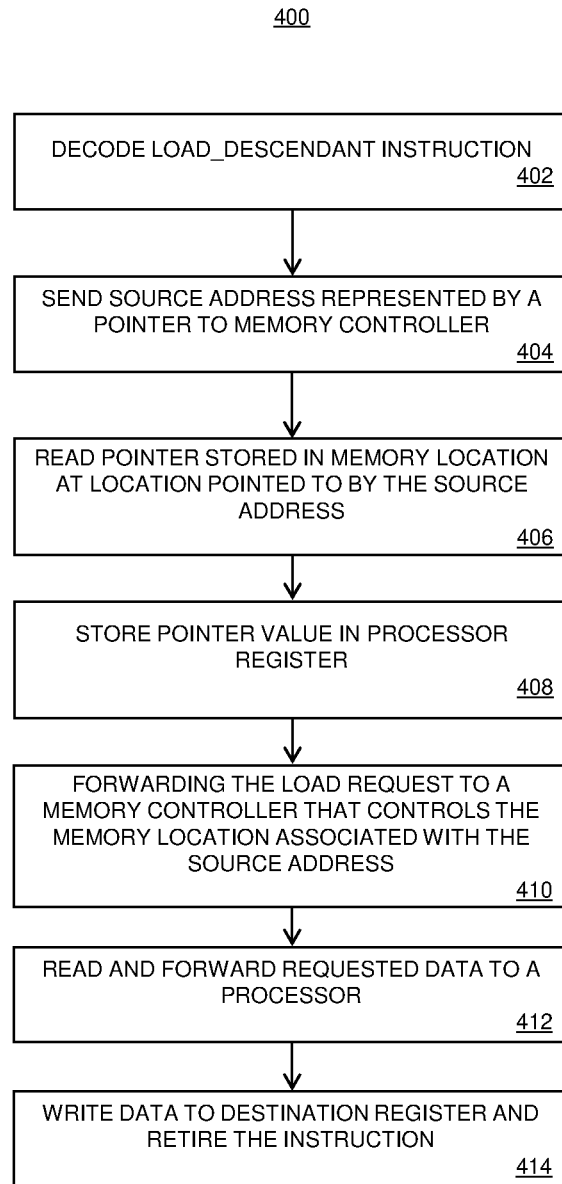 400
DECODE LOAD_DESCENDANT INSTRUCTION
402
SEND SOURCE ADDRESS REPRESENTED BY A
POINTER TO MEMORY CONTROLLER
404
READ POINTER STORED IN MEMORY LOCATION
AT LOCATION POINTED TO BY THE SOURCE
ADDRESS
406
STORE POINTER VALUE IN PROCESSOR
REGISTER
408
FORWARDING THE LOAD REQUEST TO A
MEMORY CONTROLLER THAT CONTROLS THE
MEMORY LOCATION ASSOCIATED WITH THE
SOURCE ADDRESS
410
READ AND FORWARD REQUESTED DATA TO A
PROCESSOR
412
WRITE DATA TO DESTINATION REGISTER AND
RETIRE THE INSTRUCTION
414